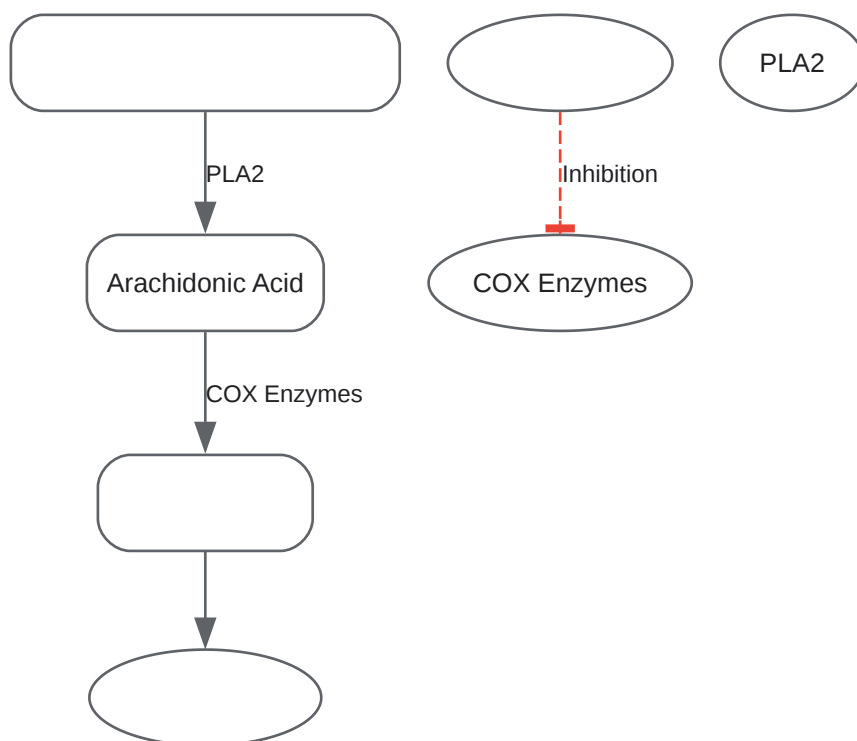 PLA2
PLA2
Inhibition
Arachidonic Acid
COX Enzymes
COX Enzymes